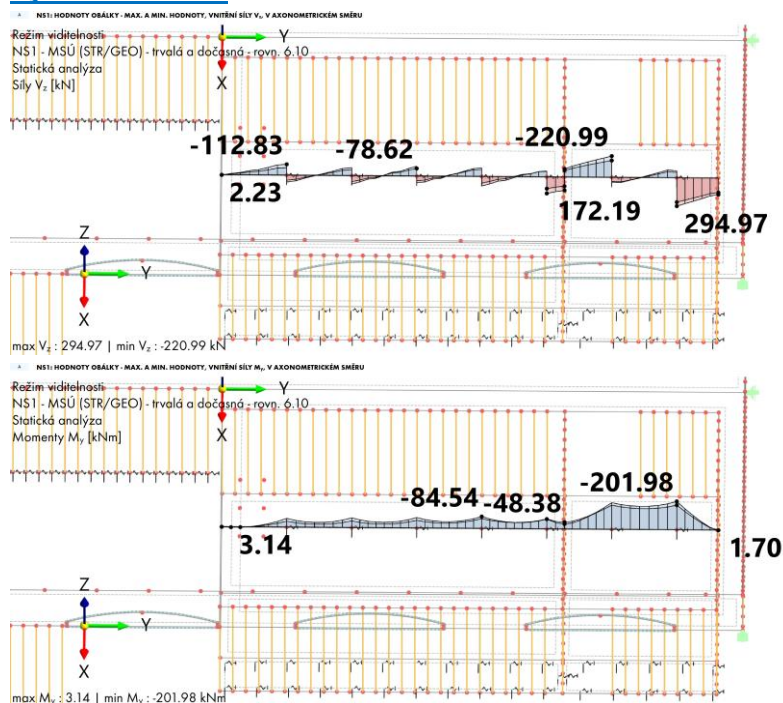 NS1: HODNOTY OBÁLKY - MAX. A MIN. HODNOTY, VNITŘNÍ SÍLY Vz, V AXONOMETRICKÉM SMĚRU
Režim viditelnosti
NS1 - MSÚ (STR/GEO) - trvalá a dočasná - rovn. 6.10
Statická analýza
Síly Vz [kN]
Y
X
-112.83
-78.62
-220.99
2.23
172.19
294.97
Z
Y
X
max Vz : 294.97 | min Vz : -220.99 kN
NS1: HODNOTY OBÁLKY - MAX. A MIN. HODNOTY, VNITŘNÍ SÍLY My, V AXONOMETRICKÉM SMĚRU
Režim viditelnosti
NS1 - MSÚ (STR/GEO) - trvalá a dočasná - rovn. 6.10
Statická analýza
Momenty My [kNm]
Y
X
-84.54
-48.38
-201.98
3.14
1.70
Z
Y
X
max My : 3.14 | min My : -201.98 kNm